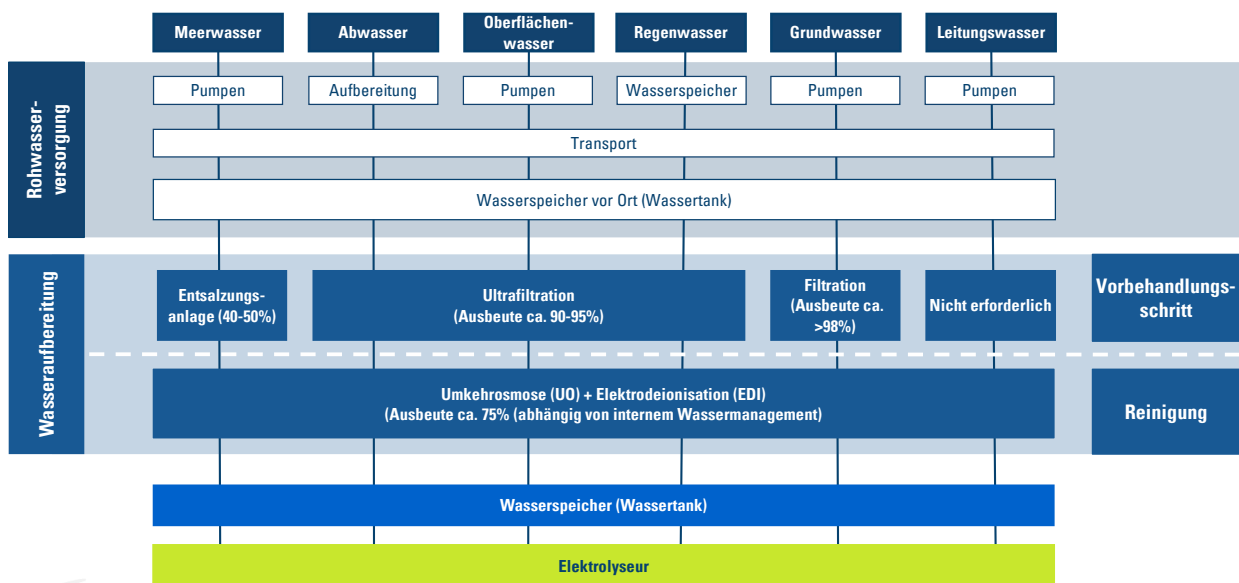 Meerwasser
Abwasser
Oberflächen-
wasser
Regenwasser
Grundwasser
Leitungswasser
Rohwasser-
versorgung
Pumpen
Aufbereitung
Pumpen
Wasserspeicher
Pumpen
Pumpen
Transport
Wasserspeicher vor Ort (Wassertank)
Wasseraufbereitung
Entsalzungs-
anlage (40-50%)
Ultrafiltration
(Ausbeute ca. 90-95%)
Filtration
(Ausbeute ca.
>98%)
Nicht erforderlich
Vorbehandlungs-
schritt
Umkehrosmose (UO) + Elektrodeionisation (EDI)
(Ausbeute ca. 75% (abhängig von internem Wassermanagement)
Reinigung
Wasserspeicher (Wassertank)
Elektrolyseur